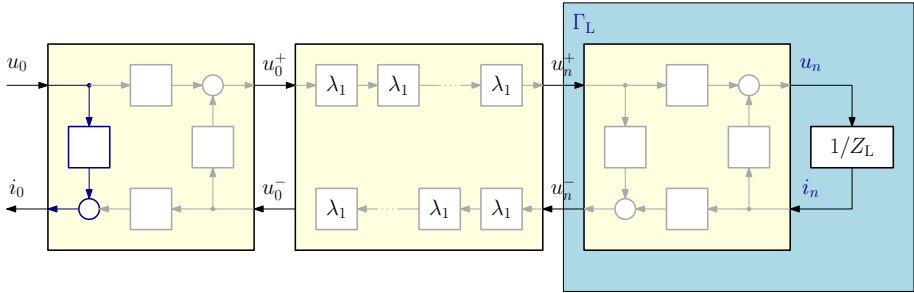 Γ_L
u_0 u_0^+ u_n^+ u_n
λ_1 λ_1 λ_1
1/Z_L
i_0 u_0^- u_n^- i_n
λ_1 λ_1 λ_1